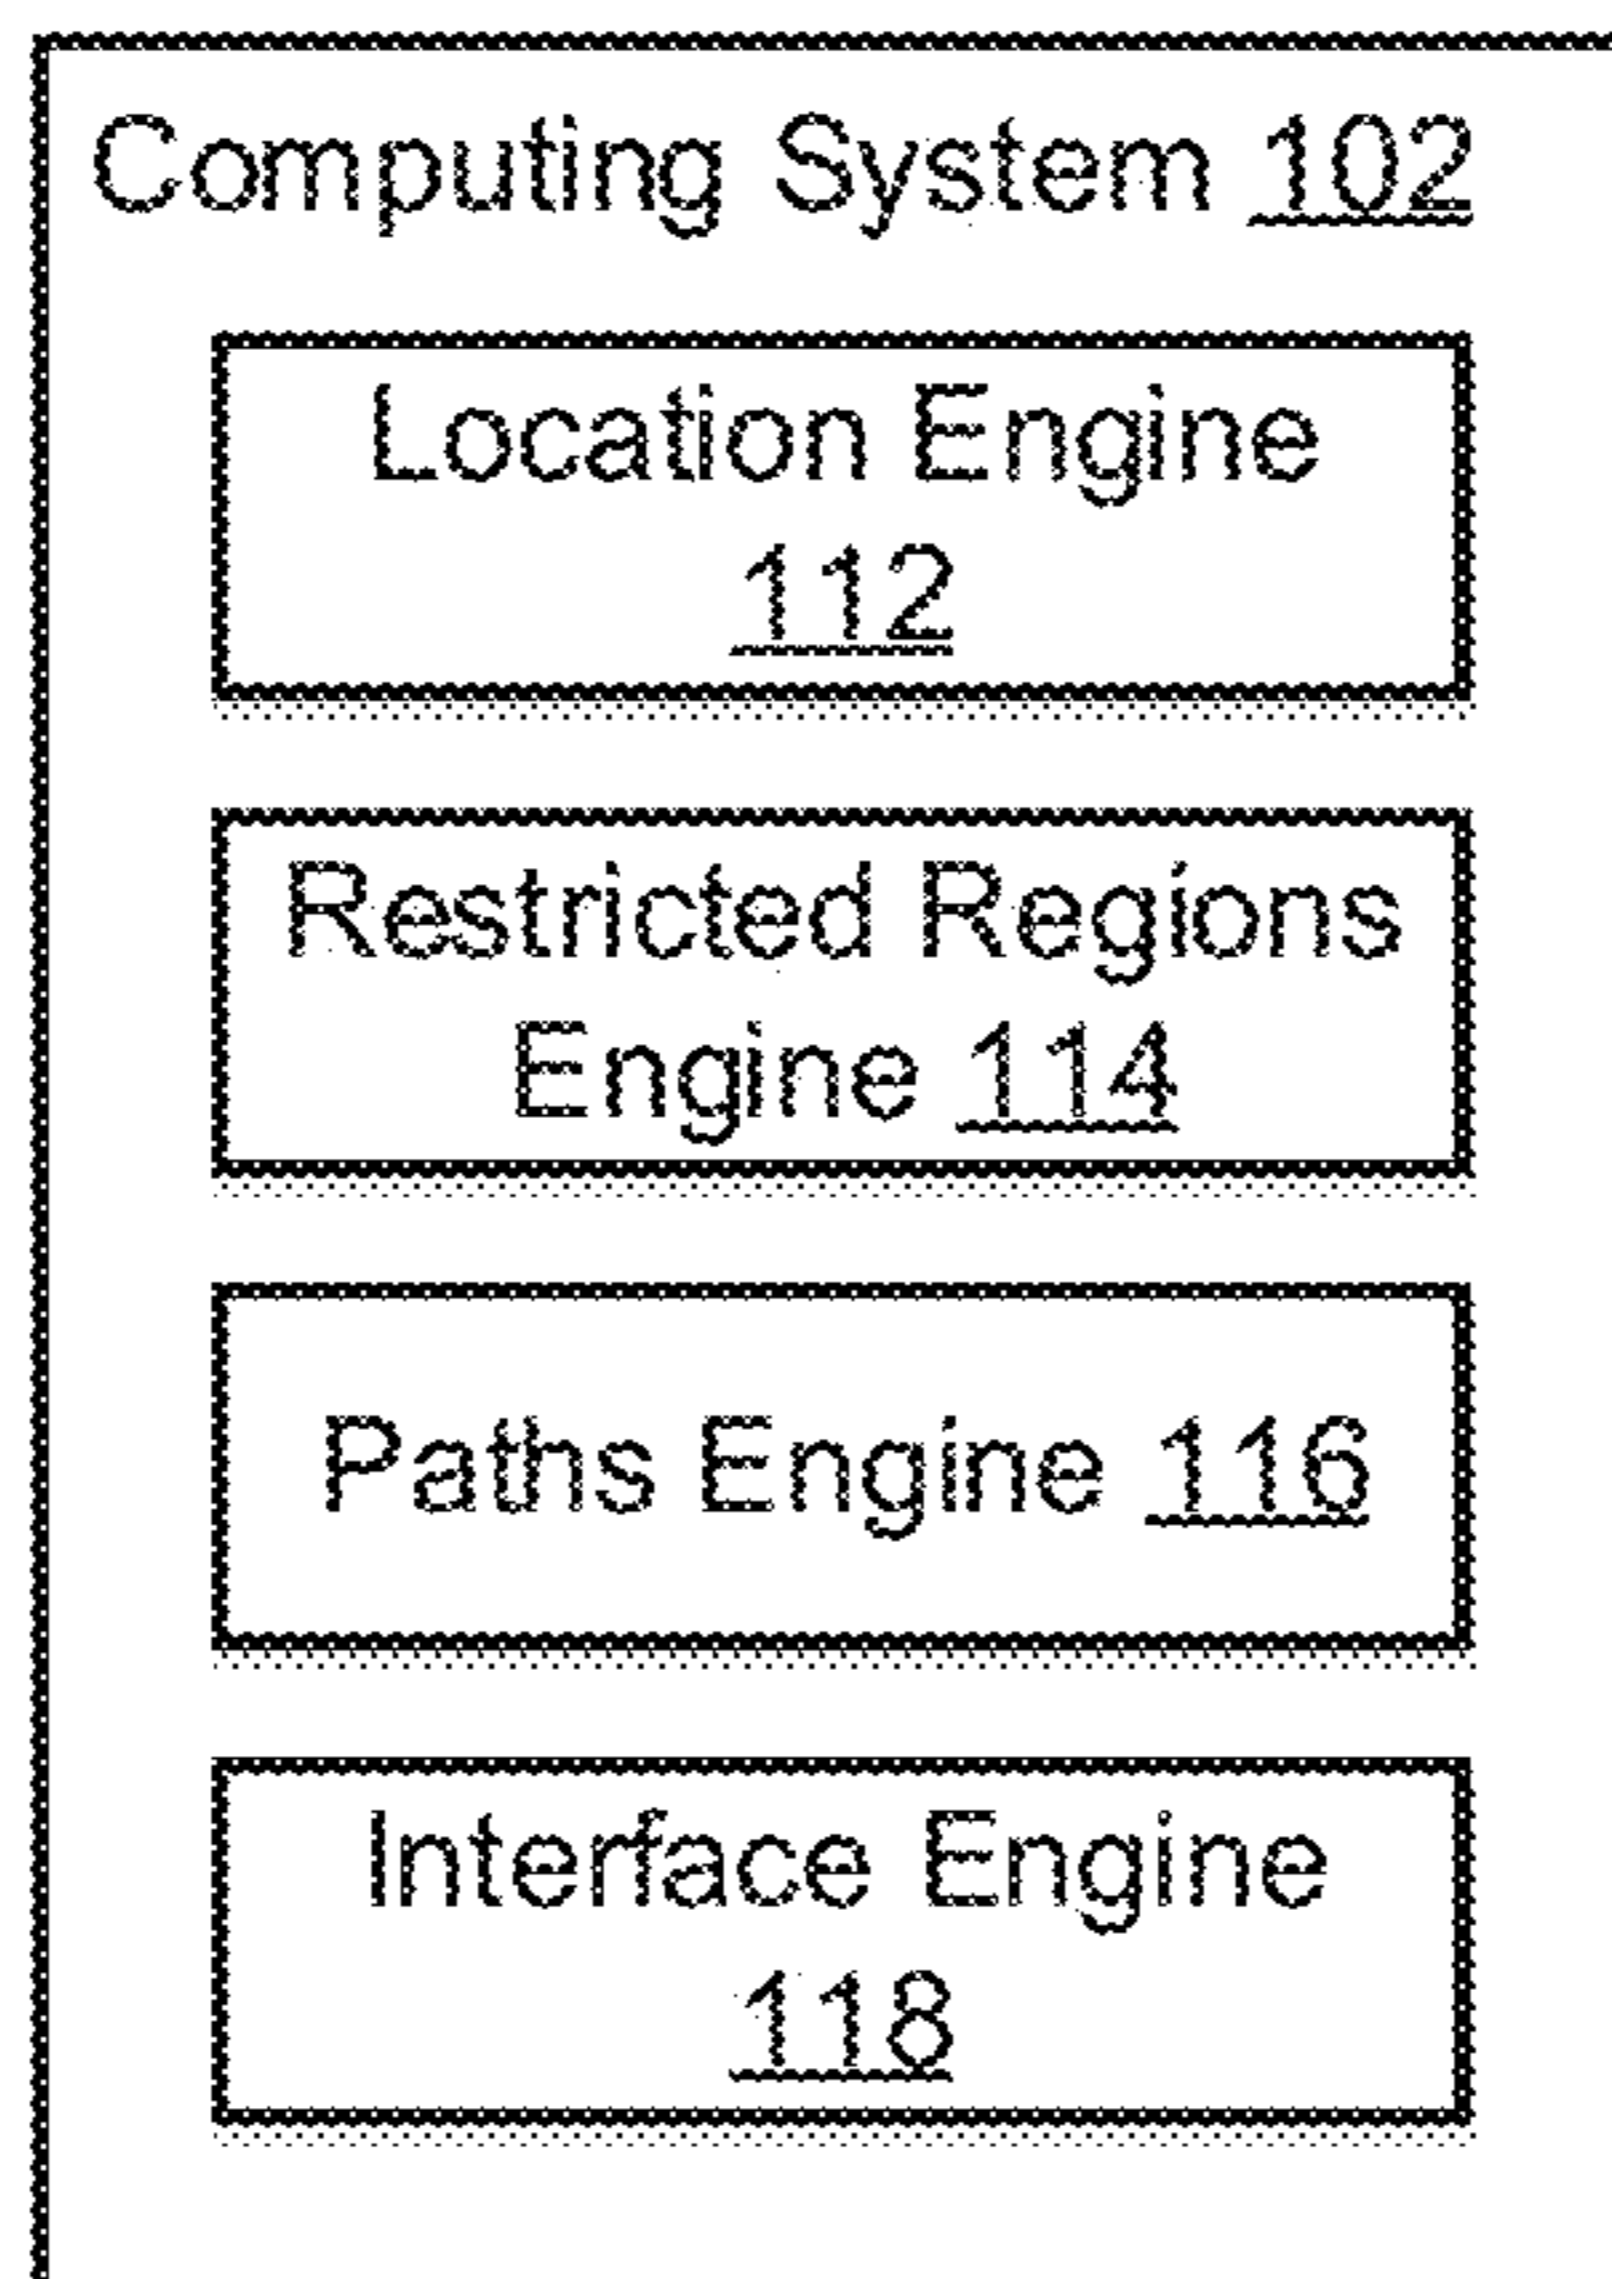 Computing System 102
Location Engine
112
Restricted Regions
Engine 114
Paths Engine 116
Interface Engine
118